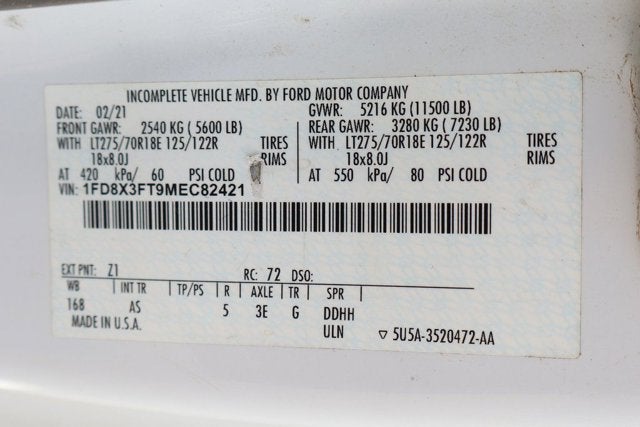 INCOMPLETE VEHICLE MFD. BY FORD MOTOR COMPANY
DATE: 02/21 GVWR: 5216 KG (11500 LB)
FRONT GAWR: 2540 KG ( 5600 LB) REAR GAWR: 3280 KG ( 7230 LB)
WITH LT275/70R18E 125/122R TIRES WITH LT275/70R18E 125/122R TIRES
18x8.0J RIMS 18x8.0J RIMS
AT 420 kPa/ 60 PSI COLD AT 550 kPa/ 80 PSI COLD
VIN: 1FD8X3FT9MEC82421
EXT PNT: Z1 RC: 72 DSO:
WB INT TR TP/PS R AXLE TR SPR
168 AS 5 3E G DDHH
MADE IN U.S.A. ULN ▽ 5U5A-3520472-AA